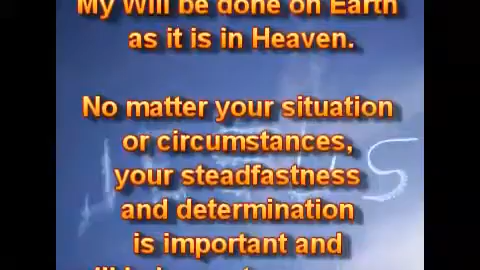 My Will be done on Earth
as it is in Heaven.
No matter your situation
or circumstances,
your steadfastness
and determination
is important and